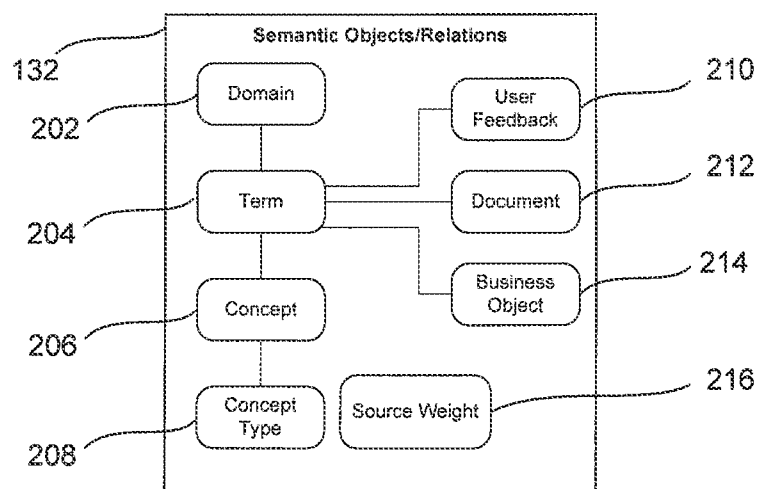 Semantic Objects/Relations
132
Domain
202
User
Feedback
210
Term
204
Document
212
Business
Object
214
Concept
206
Concept
Type
208
Source Weight
216